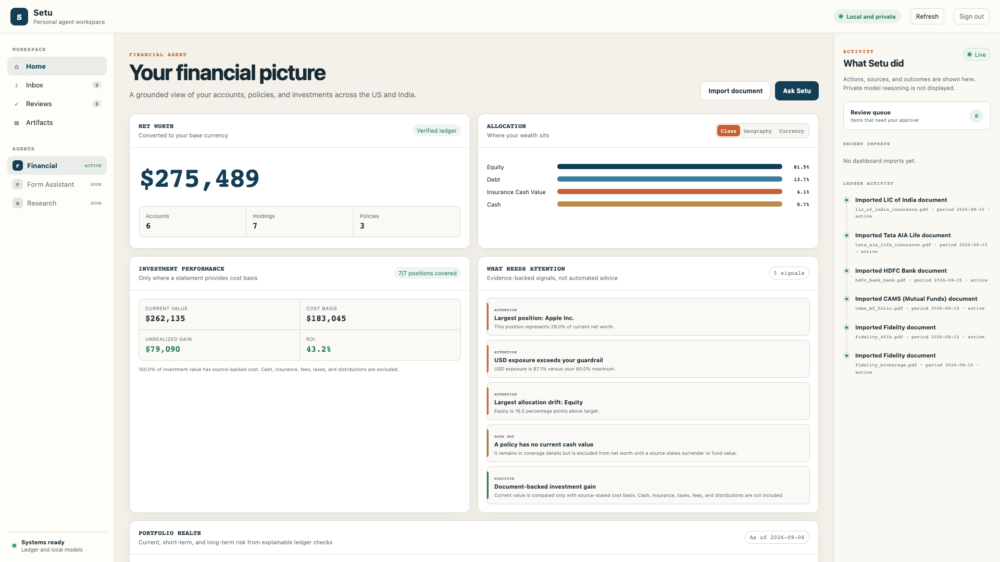 S
Setu
Personal agent workspace
Local and private
Refresh
Sign out
WORKSPACE
Home
Inbox
0
Reviews
0
Artifacts
AGENTS
F
Financial
ACTIVE
F
Form Assistant
SOON
R
Research
SOON
Systems ready
Ledger and local models
FINANCIAL AGENT
Your financial picture
A grounded view of your accounts, policies, and investments across the US and India.
Import document
Ask Setu
NET WORTH
Converted to your base currency
Verified ledger
$275,489
Accounts
6
Holdings
7
Policies
3
ALLOCATION
Where your wealth sits
Class
Geography
Currency
Equity
81.5%
Debt
13.7%
Insurance Cash Value
4.1%
Cash
0.7%
INVESTMENT PERFORMANCE
Only where a statement provides cost basis
7/7 positions covered
CURRENT VALUE
$262,135
COST BASIS
$183,045
UNREALIZED GAIN
$79,090
ROI
43.2%
100.0% of investment value has source-backed cost. Cash, insurance, fees, taxes, and distributions are excluded.
WHAT NEEDS ATTENTION
Evidence-backed signals, not automated advice
5 signals
ATTENTION
Largest position: Apple Inc.
This position represents 29.0% of current net worth.
ATTENTION
USD exposure exceeds your guardrail
USD exposure is 87.1% versus your 60.0% maximum.
ATTENTION
Largest allocation drift: Equity
Equity is 16.5 percentage points above target.
DATA GAP
A policy has no current cash value
It remains in coverage details but is excluded from net worth until a source states surrender or fund value.
POSITIVE
Document-backed investment gain
Current value is compared only with source-stated cost basis. Cash, insurance, taxes, fees, and distributions are not included.
PORTFOLIO HEALTH
Current, short-term, and long-term risk from explainable ledger checks
As of 2026-09-06
ACTIVITY
What Setu did
Live
Actions, sources, and outcomes are shown here.
Private model reasoning is not displayed.
Review queue
Items that need your approval
0
RECENT IMPORTS
No dashboard imports yet.
LEDGER ACTIVITY
Imported LIC of India document
lic_of_india_insurance.pdf · period 2026-08-15 ·
active
Imported Tata AIA Life document
tata_aia_life_insurance.pdf · period 2026-08-15
· active
Imported HDFC Bank document
hdfc_bank_bank.pdf · period 2026-08-15 · active
Imported CAMS (Mutual Funds) document
cams_mf_folio.pdf · period 2026-08-15 · active
Imported Fidelity document
fidelity_401k.pdf · period 2026-08-15 · active
Imported Fidelity document
fidelity_brokerage.pdf · period 2026-08-15 ·
active